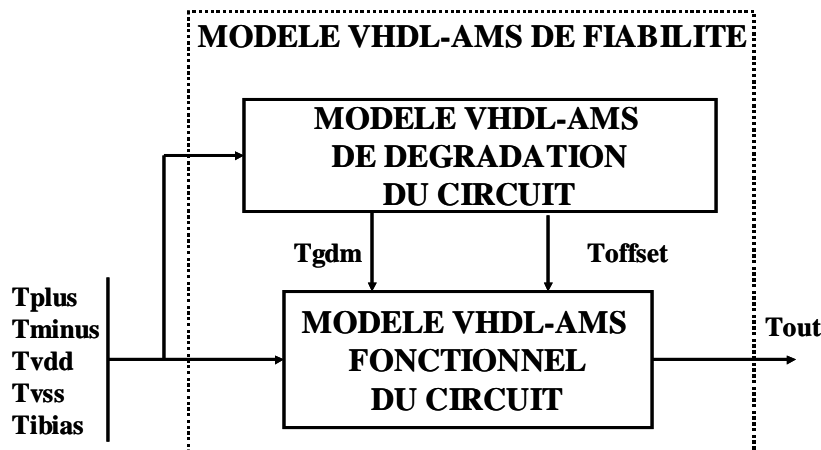 MODELE VHDL-AMS DE FIABILITE
MODELE VHDL-AMS
DE DEGRADATION
DU CIRCUIT
Tgdm
Toffset
Tplus
Tminus
Tvdd
Tvss
Tibias
MODELE VHDL-AMS
FONCTIONNEL
DU CIRCUIT
Tout